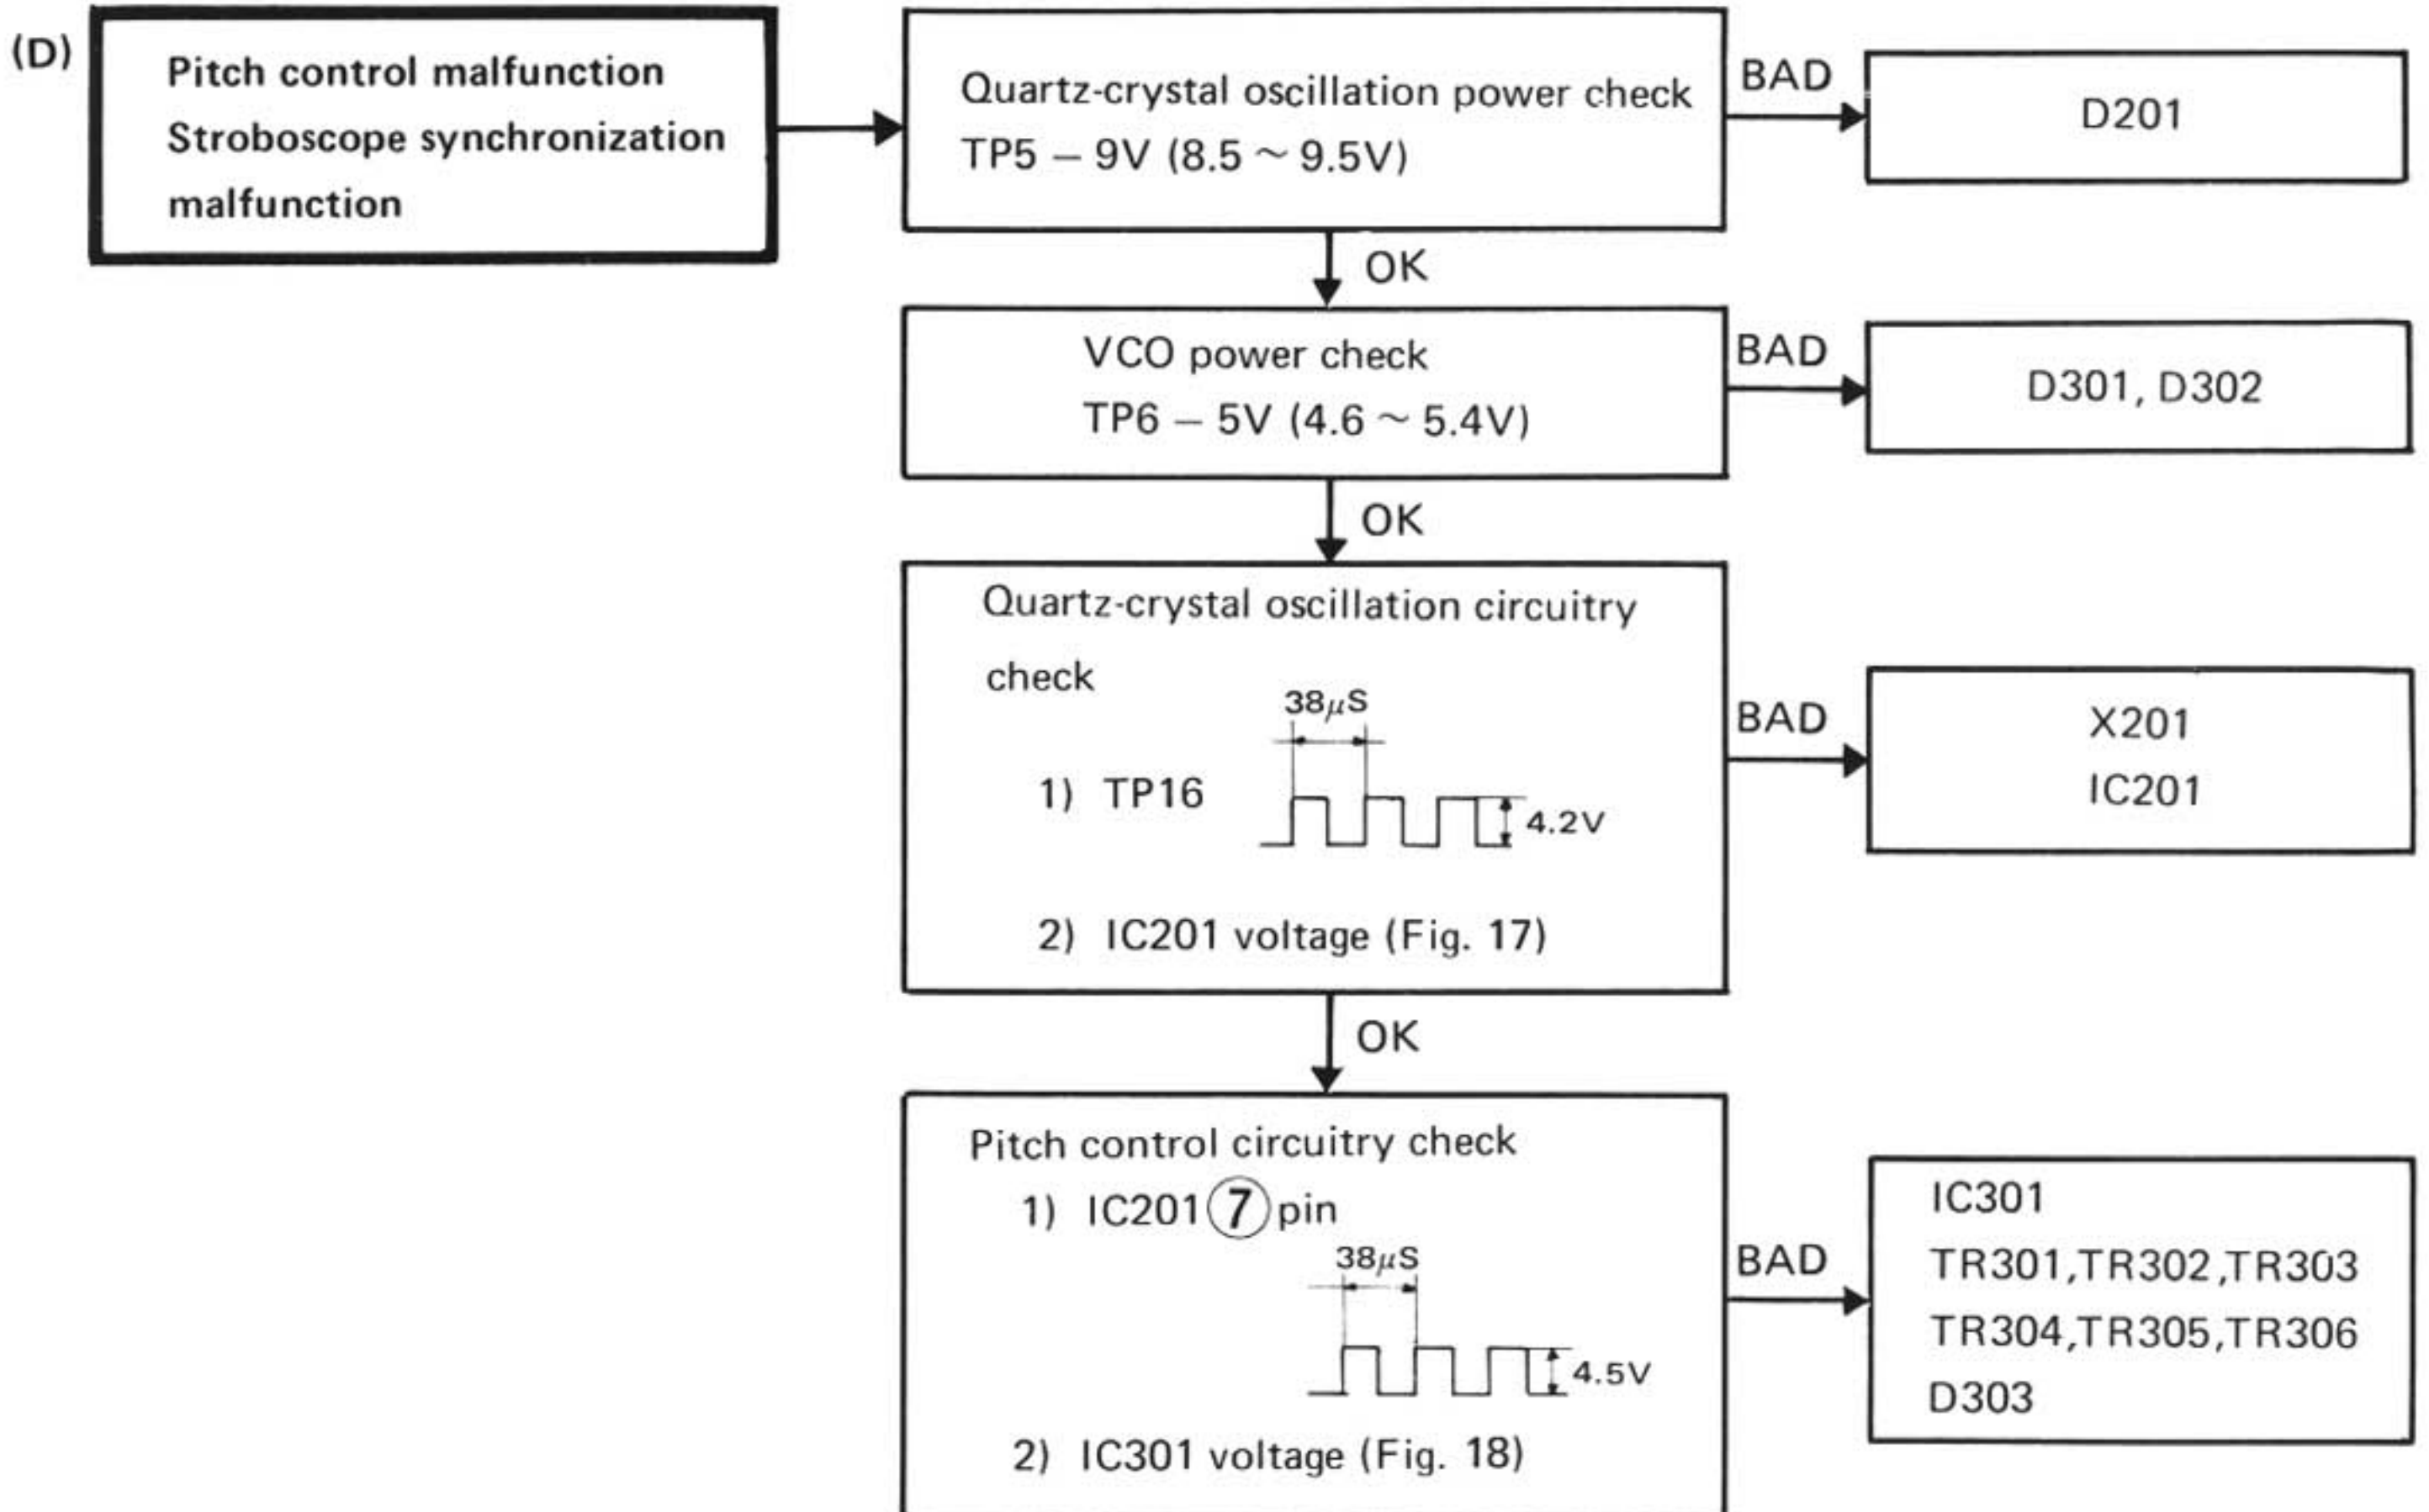 (D)
Pitch control malfunction
Stroboscope synchronization
malfunction
Quartz-crystal oscillation power check
TP5 – 9V (8.5 ~ 9.5V)
BAD
D201
OK
VCO power check
TP6 – 5V (4.6 ~ 5.4V)
BAD
D301, D302
OK
Quartz-crystal oscillation circuitry
check
38μS
1) TP16
4.2V
2) IC201 voltage (Fig. 17)
BAD
X201
IC201
OK
Pitch control circuitry check
1) IC201 ⑦ pin
38μS
4.5V
2) IC301 voltage (Fig. 18)
BAD
IC301
TR301,TR302,TR303
TR304,TR305,TR306
D303